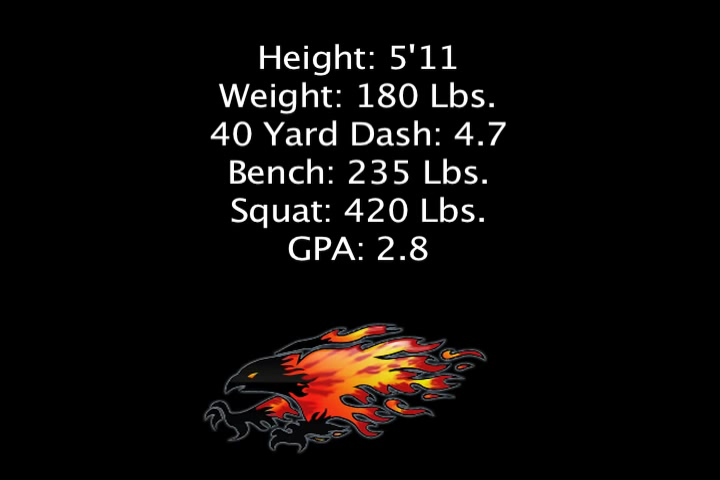 Height: 5'11
Weight: 180 Lbs.
40 Yard Dash: 4.7
Bench: 235 Lbs.
Squat: 420 Lbs.
GPA: 2.8